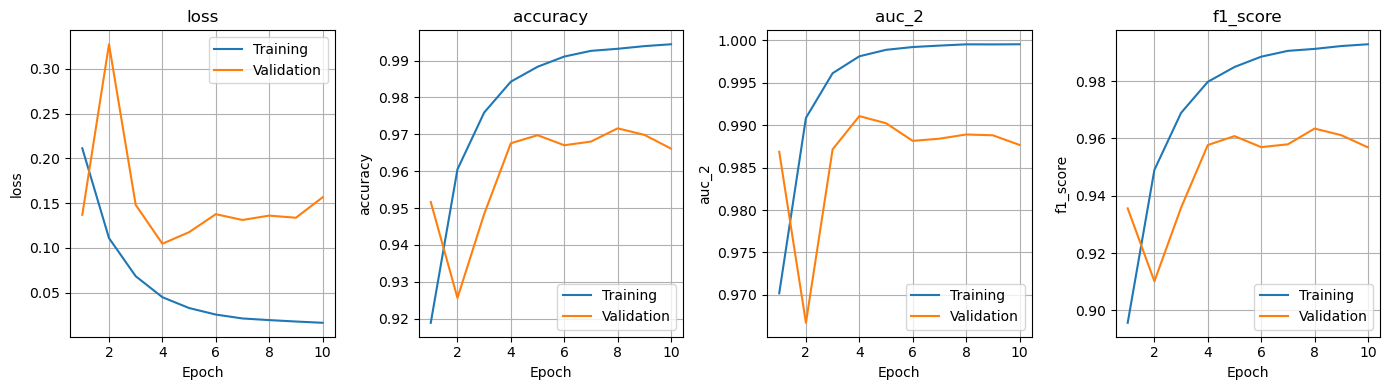 loss
Training
Validation
0.30
0.25
0.20
0.15
0.10
0.05
loss
2 4 6 8 10
Epoch
accuracy
0.99
0.98
0.97
0.96
0.95
0.94
0.93
0.92
accuracy
Training
Validation
2 4 6 8 10
Epoch
auc_2
1.000
0.995
0.990
0.985
0.980
0.975
0.970
auc_2
Training
Validation
2 4 6 8 10
Epoch
f1_score
0.98
0.96
0.94
0.92
0.90
f1_score
Training
Validation
2 4 6 8 10
Epoch